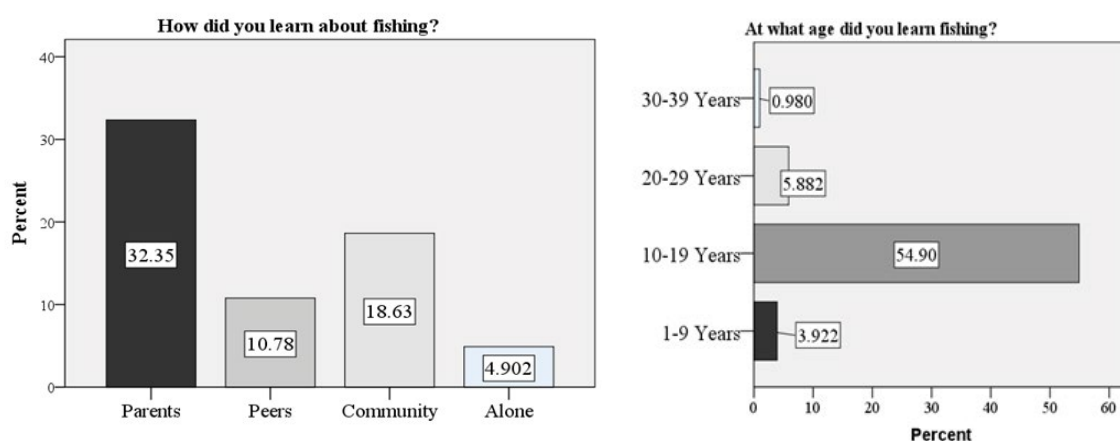 How did you learn about fishing?
40
30
20
10
0
Percent
32.35
10.78
18.63
4.902
Parents
Peers
Community
Alone
At what age did you learn fishing?
30-39 Years
0.980
20-29 Years
5.882
10-19 Years
54.90
1-9 Years
3.922
0 10 20 30 40 50 60
Percent